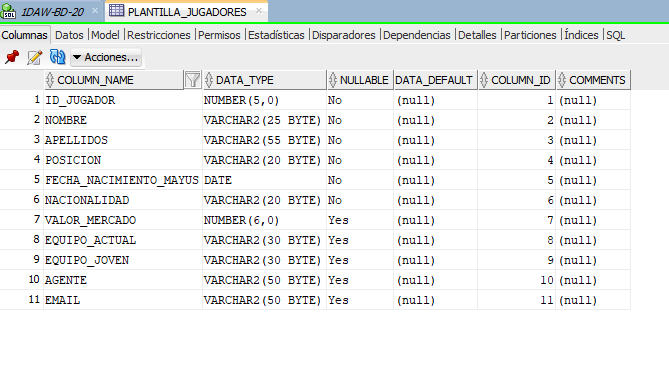 SQL 1DAW-BD-20 × PLANTILLA_JUGADORES ×
Columnas Datos Model Restricciones Permisos Estadísticas Disparadores Dependencias Detalles Particiones Índices SQL
Acciones...
COLUMN_NAME DATA_TYPE NULLABLE DATA_DEFAULT COLUMN_ID COMMENTS
1 ID_JUGADOR NUMBER(5,0) No (null) 1 (null)
2 NOMBRE VARCHAR2(25 BYTE) No (null) 2 (null)
3 APELLIDOS VARCHAR2(55 BYTE) No (null) 3 (null)
4 POSICION VARCHAR2(20 BYTE) No (null) 4 (null)
5 FECHA_NACIMIENTO_MAYUS DATE No (null) 5 (null)
6 NACIONALIDAD VARCHAR2(20 BYTE) No (null) 6 (null)
7 VALOR_MERCADO NUMBER(6,0) Yes (null) 7 (null)
8 EQUIPO_ACTUAL VARCHAR2(30 BYTE) Yes (null) 8 (null)
9 EQUIPO_JOVEN VARCHAR2(30 BYTE) Yes (null) 9 (null)
10 AGENTE VARCHAR2(50 BYTE) Yes (null) 10 (null)
11 EMAIL VARCHAR2(50 BYTE) Yes (null) 11 (null)